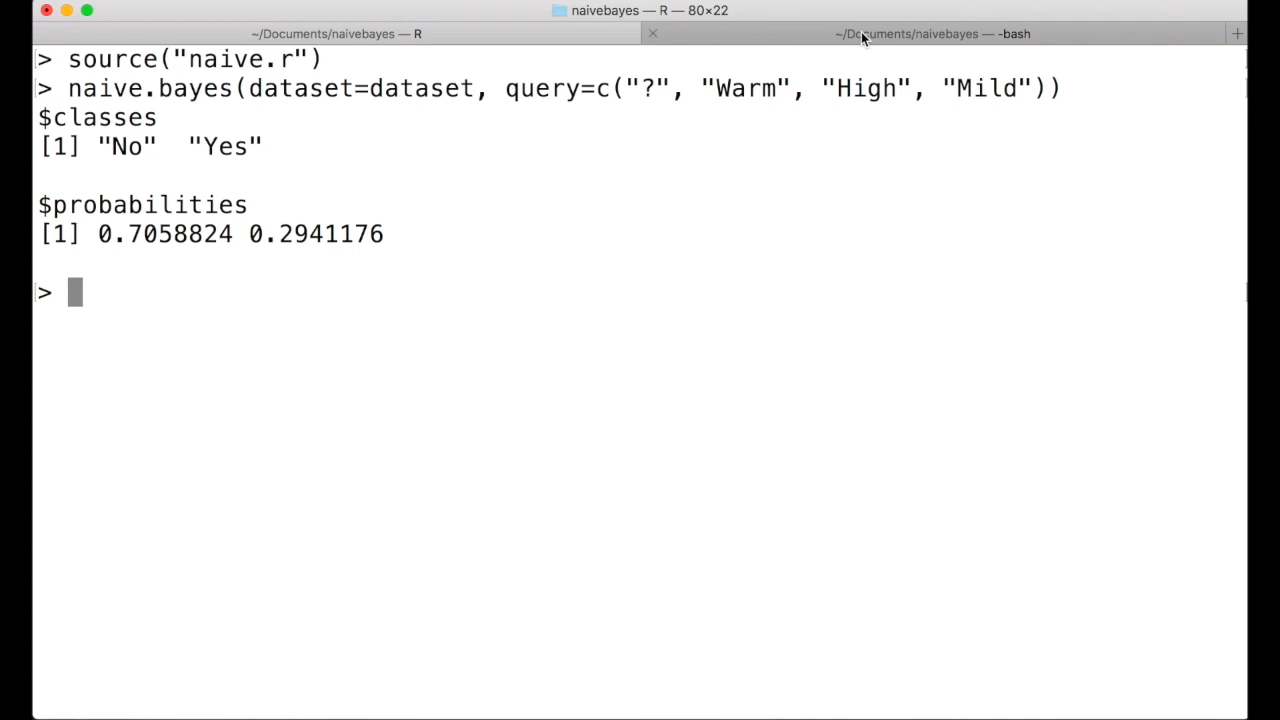 naivebayes — R — 80×22
~/Documents/naivebayes — R
~/Documents/naivebayes — -bash
> source("naive.r")
> naive.bayes(dataset=dataset, query=c("?", "Warm", "High", "Mild"))
$classes
[1] "No"  "Yes"
$probabilities
[1] 0.7058824 0.2941176
>